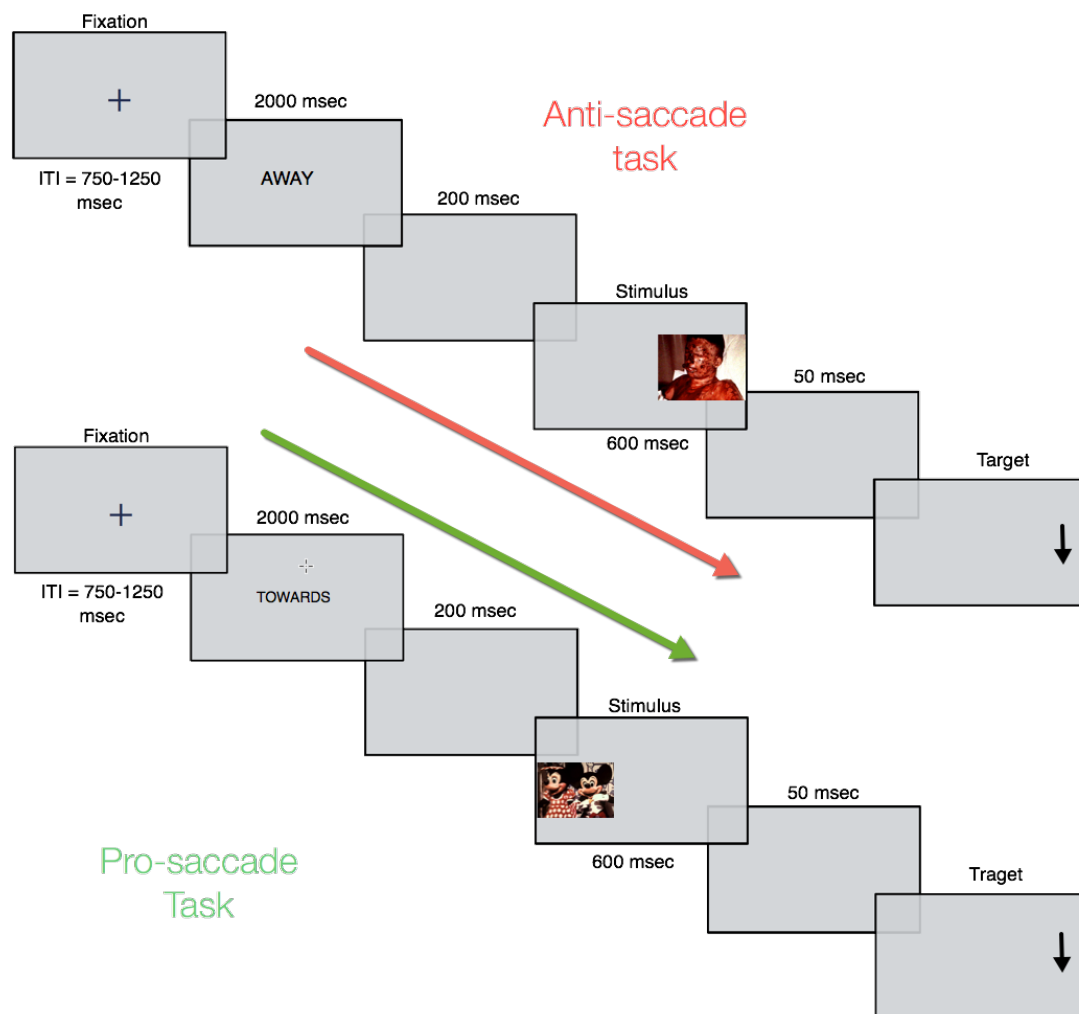 Fixation
2000 msec
Anti-saccade
task
ITI = 750-1250
msec
AWAY
200 msec
Stimulus
50 msec
600 msec
Target
Fixation
2000 msec
ITI = 750-1250
msec
TOWARDS
200 msec
Stimulus
50 msec
600 msec
Pro-saccade
Task
Traget